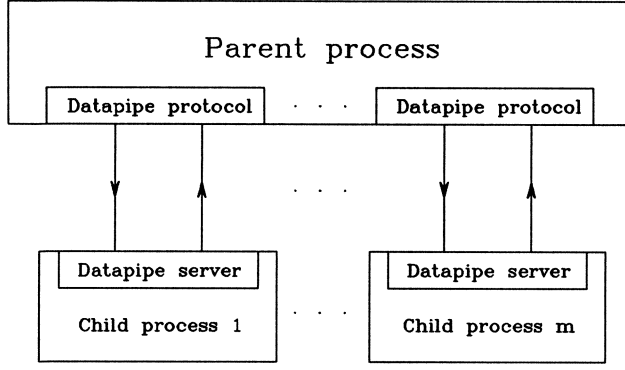 Parent process
Datapipe protocol . . . Datapipe protocol
. . .
Datapipe server Datapipe server
Child process 1 . . . Child process m